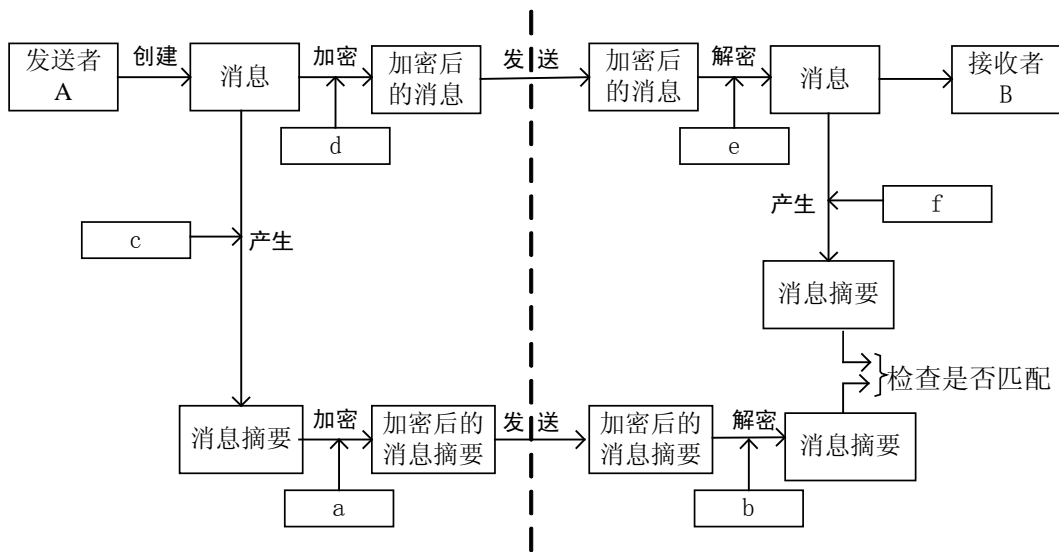 发送者
A
创建
消息
加密
加密后
的消息
发 送
加密后
的消息
解密
消息
接收者
B
d
e
c
产生
产生
f
消息摘要
检查是否匹配
消息摘要
加密
加密后的
消息摘要
发 送
加密后的
消息摘要
解密
消息摘要
a
b